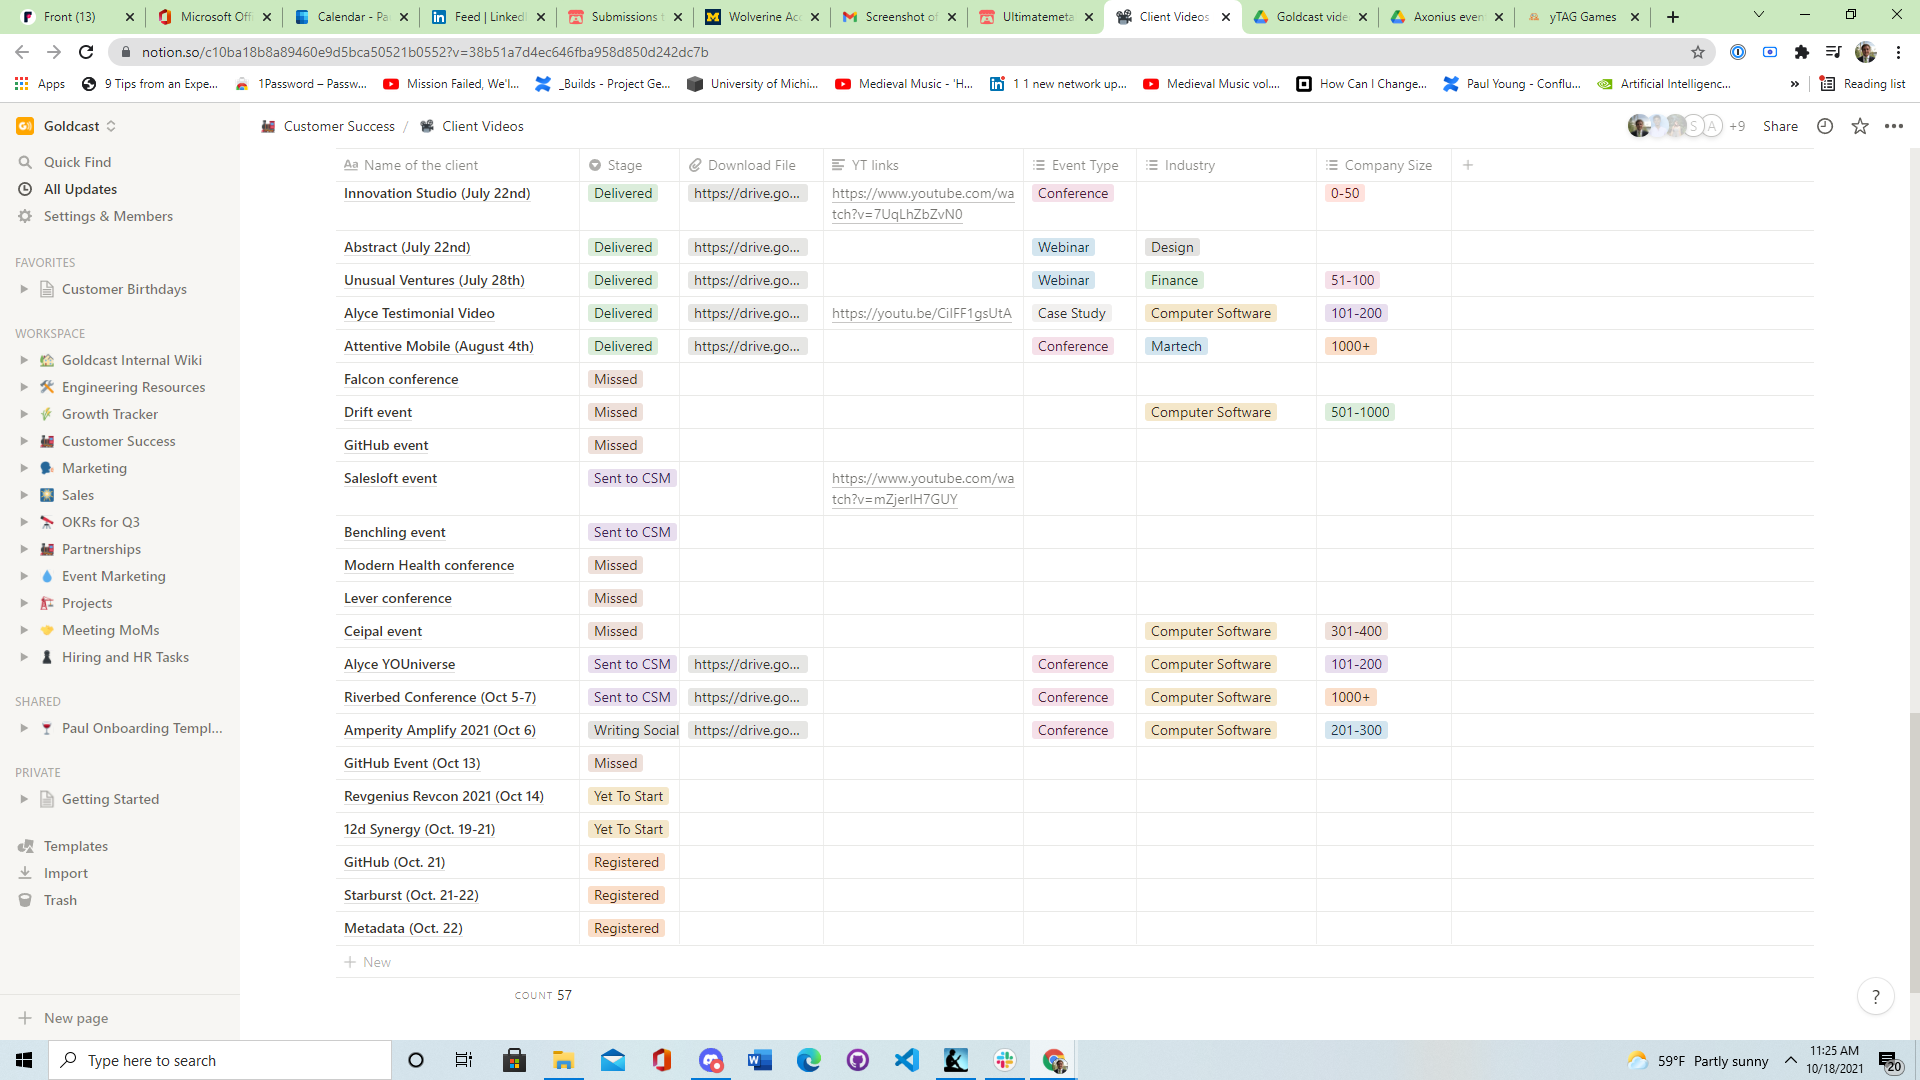 Front (13)
Microsoft Off
Calendar - Pa
Feed | LinkedI
Submissions t
Wolverine Acc
Screenshot of
Ultimatemeta
Client Videos
Goldcast vide
Axonius even
yTAG Games
notion.so/c10ba18b8a89460e9d5bca50521b0552?v=38b51a7d4ec646fba958d850d242dc7b
Apps
9 Tips from an Expe...
1Password – Passw...
Mission Failed, We'l...
_Builds - Project Ge...
University of Michi...
Medieval Music - 'H...
1 1 new network up...
Medieval Music vol....
How Can I Change...
Paul Young - Conflu...
Artificial Intelligenc...
»
Reading list
Goldcast
Customer Success / Client Videos
S A +9 Share
Quick Find
All Updates
Settings & Members
FAVORITES
Customer Birthdays
WORKSPACE
Goldcast Internal Wiki
Engineering Resources
Growth Tracker
Customer Success
Marketing
Sales
OKRs for Q3
Partnerships
Event Marketing
Projects
Meeting MoMs
Hiring and HR Tasks
SHARED
Paul Onboarding Templ...
PRIVATE
Getting Started
Templates
Import
Trash
New page
Aa Name of the client Stage Download File YT links Event Type Industry Company Size
Innovation Studio (July 22nd) Delivered https://drive.go... https://www.youtube.com/wa Conference 0-50
tch?v=7UqLhZbZvN0
Abstract (July 22nd) Delivered https://drive.go... Webinar Design
Unusual Ventures (July 28th) Delivered https://drive.go... Webinar Finance 51-100
Alyce Testimonial Video Delivered https://drive.go... https://youtu.be/CiIFF1gsUtA Case Study Computer Software 101-200
Attentive Mobile (August 4th) Delivered https://drive.go... Conference Martech 1000+
Falcon conference Missed
Drift event Missed Computer Software 501-1000
GitHub event Missed
Salesloft event Sent to CSM https://www.youtube.com/wa
tch?v=mZjerIH7GUY
Benchling event Sent to CSM
Modern Health conference Missed
Lever conference Missed
Ceipal event Missed Computer Software 301-400
Alyce YOUniverse Sent to CSM https://drive.go... Conference Computer Software 101-200
Riverbed Conference (Oct 5-7) Sent to CSM https://drive.go... Conference Computer Software 1000+
Amperity Amplify 2021 (Oct 6) Writing Social https://drive.go... Conference Computer Software 201-300
GitHub Event (Oct 13) Missed
Revgenius Revcon 2021 (Oct 14) Yet To Start
12d Synergy (Oct. 19-21) Yet To Start
GitHub (Oct. 21) Registered
Starburst (Oct. 21-22) Registered
Metadata (Oct. 22) Registered
New
COUNT 57
?
Type here to search
59°F Partly sunny
11:25 AM
10/18/2021
20